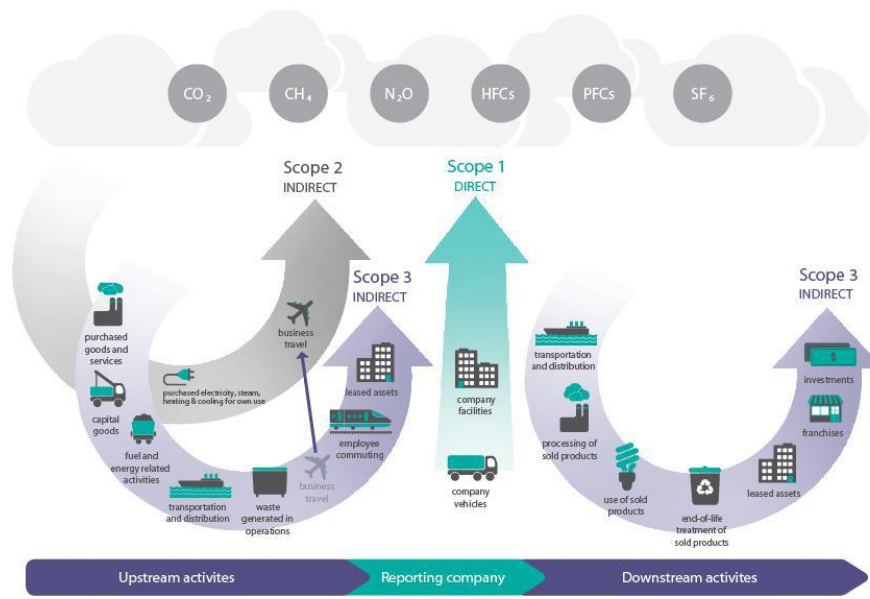 CO₂
CH₄
N₂O
HFCs
PFCs
SF₆
Scope 2
INDIRECT
Scope 1
DIRECT
Scope 3
INDIRECT
Scope 3
INDIRECT
purchased
goods and
services
capital
goods
fuel and
energy related
activities
transportation
and distribution
waste
generated in
operations
business
travel
employee
commuting
leased assets
purchased electricity, steam,
heating & cooling for own use
business
travel
company
facilities
company
vehicles
transportation
and distribution
processing of
sold products
use of sold
products
end-of-life
treatment of
sold products
leased assets
franchises
$
investments
Upstream activites
Reporting company
Downstream activites